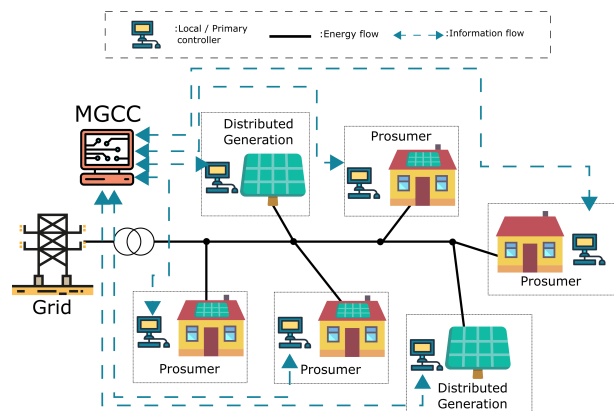 :Local / Primary
controller
:Energy flow
:Information flow
MGCC
Distributed
Generation
Prosumer
Grid
Prosumer
Prosumer
Prosumer
Distributed
Generation